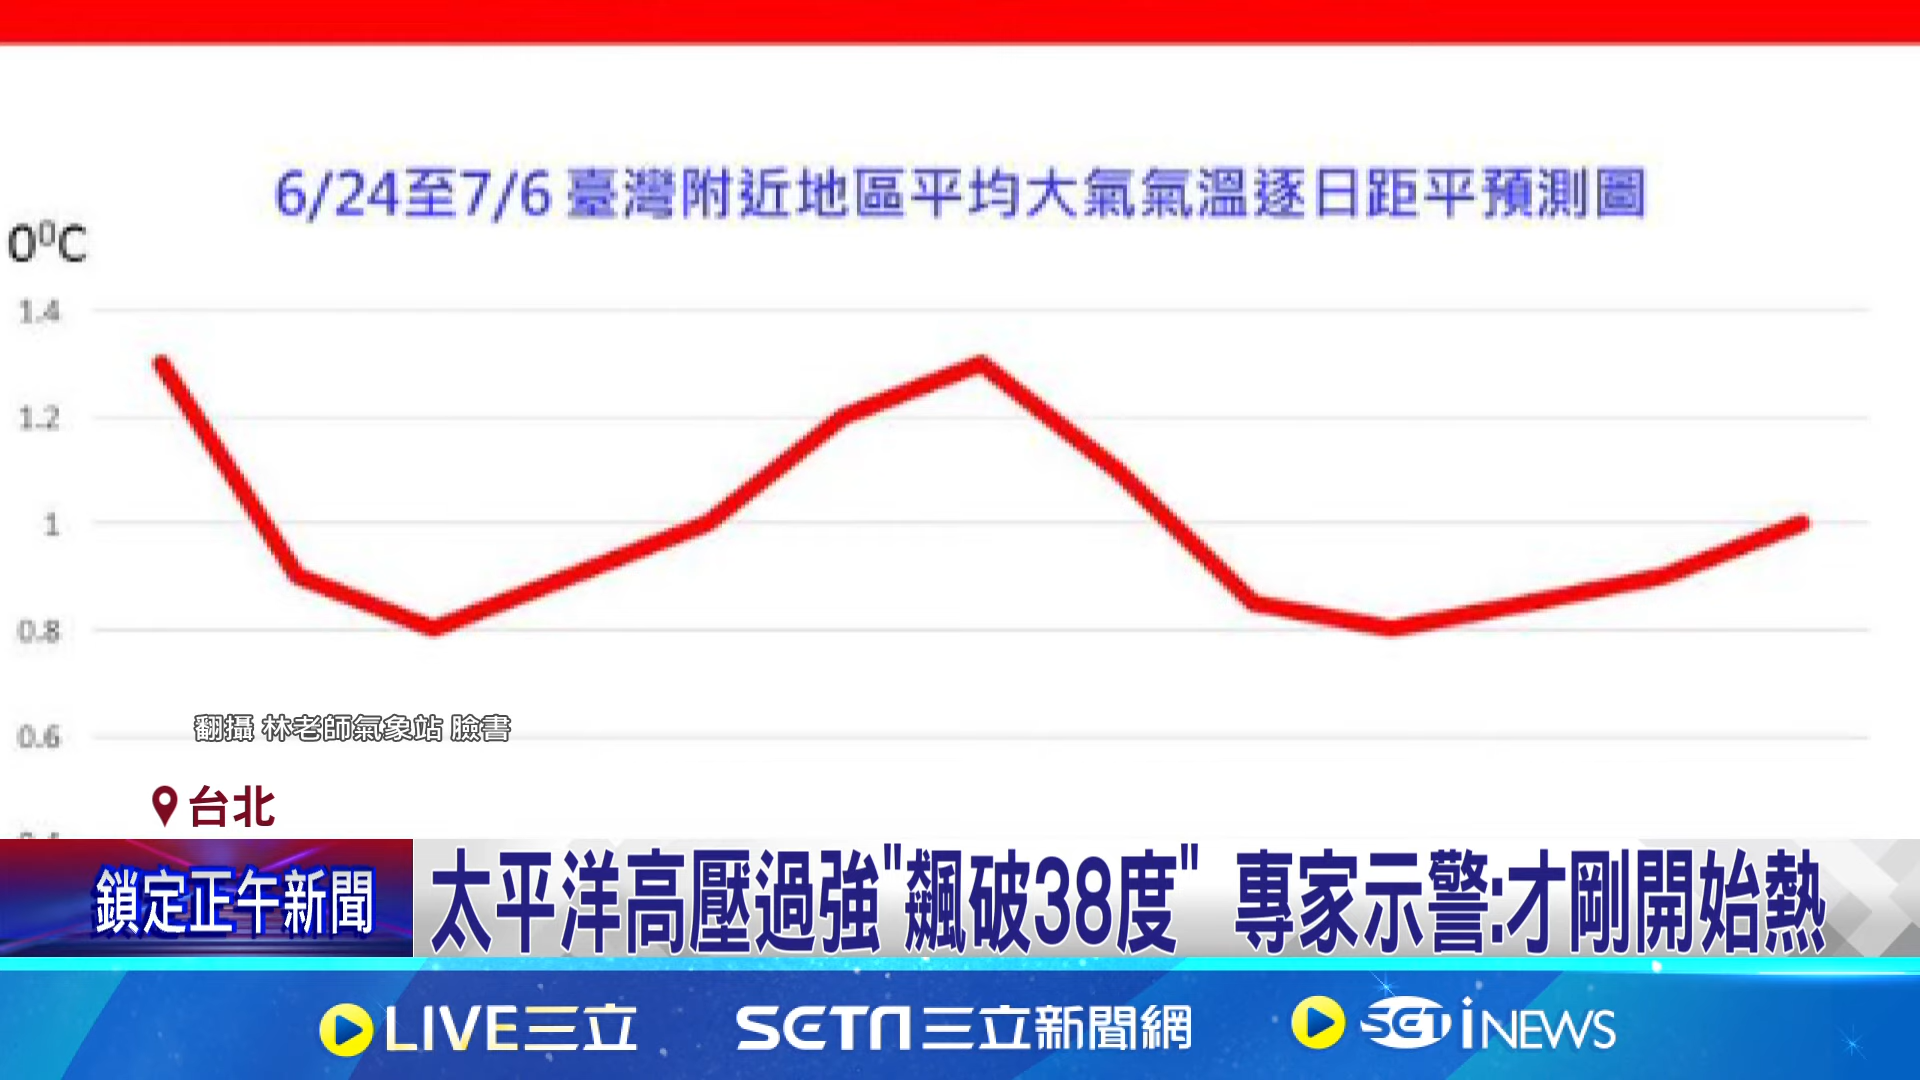 6/24至7/6 臺灣附近地區平均大氣氣溫逐日距平預測圖
0⁰C
1.4
1.2
1
0.8
0.6
翻攝 林老師氣象站 臉書
台北
鎖定正午新聞
太平洋高壓過強"飆破38度" 專家示警:才剛開始熱
LIVE三立
SETN三立新聞網
SETiNEWS